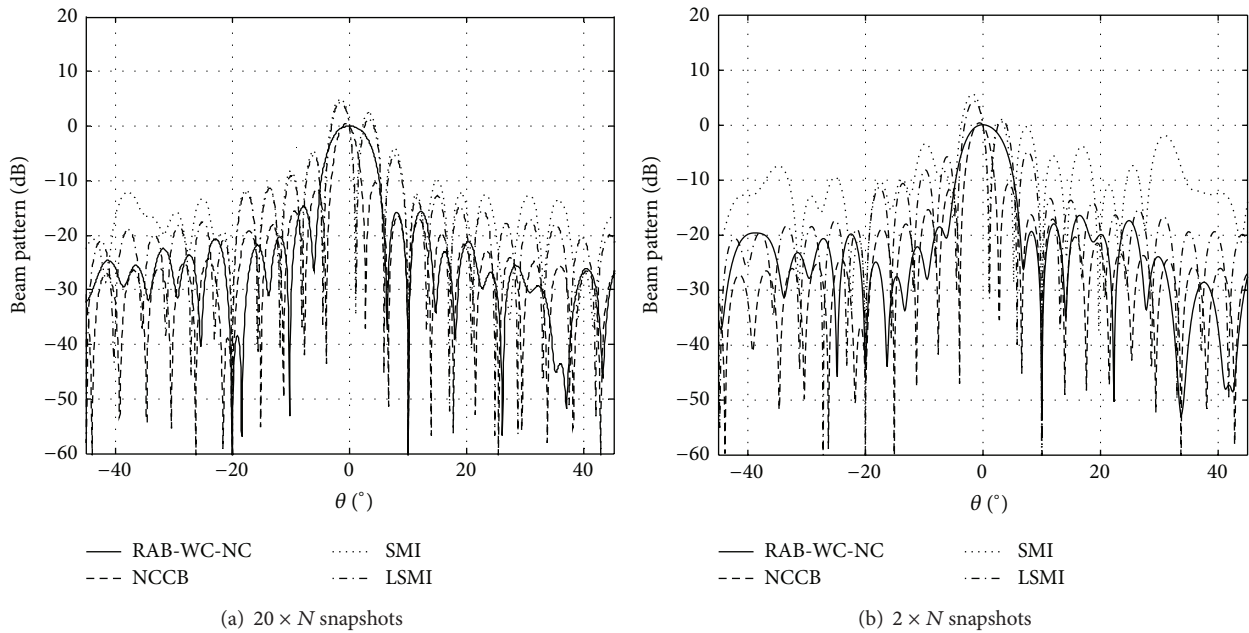 20
10
0
−10
−20
−30
−40
−50
−60
Beam pattern (dB)
−40 −20 0 20 40
θ (°)
RAB-WC-NC
NCCB
SMI
LSMI
(a) 20 × N snapshots
20
10
0
−10
−20
−30
−40
−50
−60
Beam pattern (dB)
−40 −20 0 20 40
θ (°)
RAB-WC-NC
NCCB
SMI
LSMI
(b) 2 × N snapshots